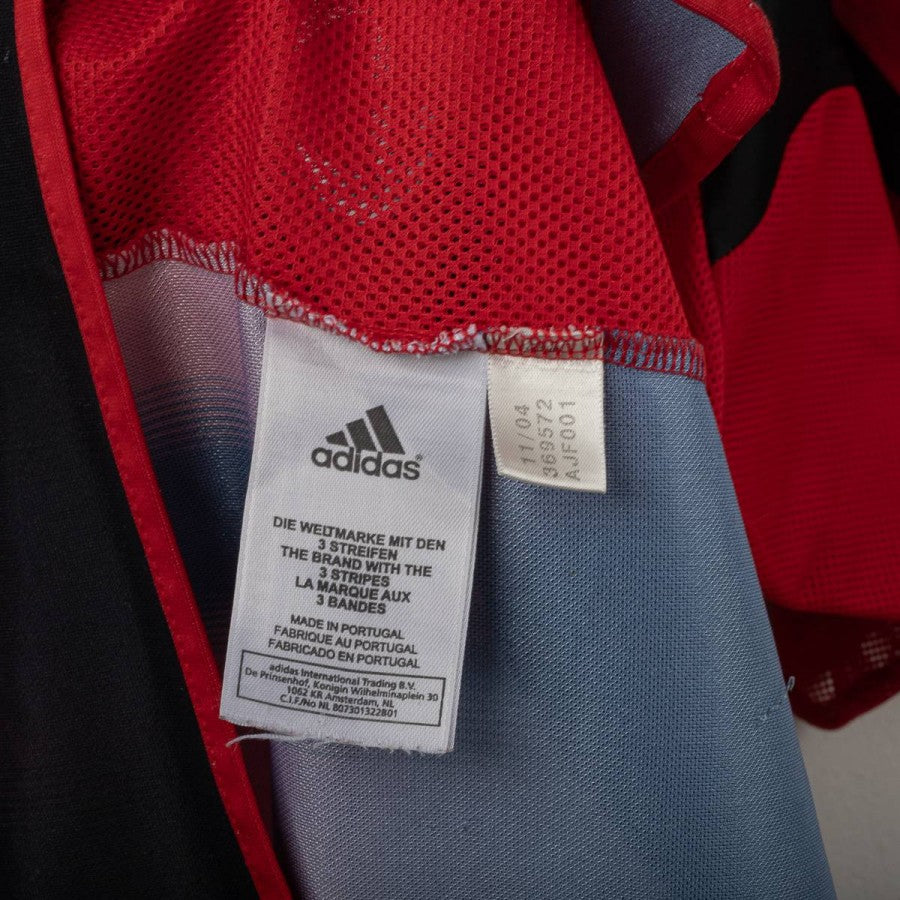 adidas®
DIE WELTMARKE MIT DEN
3 STREIFEN
THE BRAND WITH THE
3 STRIPES
LA MARQUE AUX
3 BANDES
MADE IN PORTUGAL
FABRIQUE AU PORTUGAL
FABRICADO EN PORTUGAL
adidas International Trading B.V.
De Prinsenhof, Konigin Wilhelminaplein 30
1062 KR Amsterdam, NL
C.I.F./No NL 807301322B01
11/04
369572
AJF001